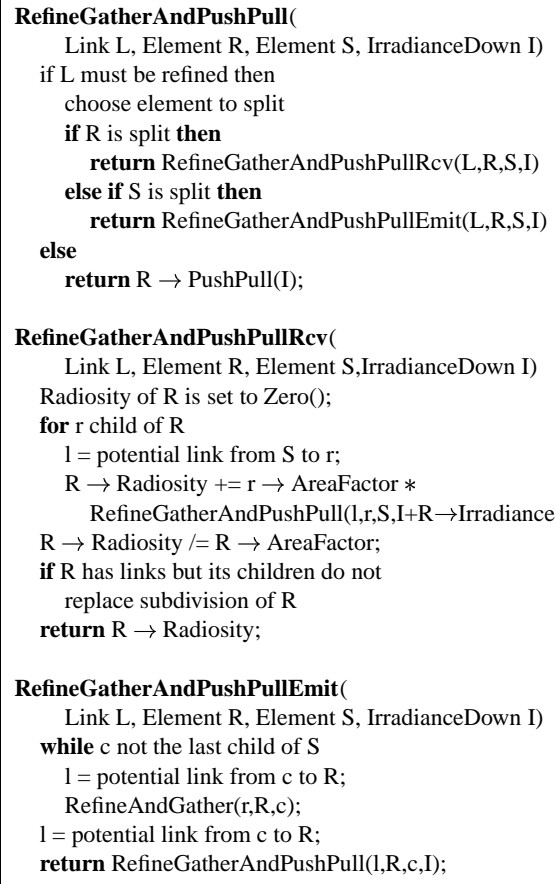 RefineGatherAndPushPull(
Link L, Element R, Element S, IrradianceDown I)
if L must be refined then
choose element to split
if R is split then
return RefineGatherAndPushPullRcv(L,R,S,I)
else if S is split then
return RefineGatherAndPushPullEmit(L,R,S,I)
else
return R → PushPull(I);
RefineGatherAndPushPullRcv(
Link L, Element R, Element S,IrradianceDown I)
Radiosity of R is set to Zero();
for r child of R
l = potential link from S to r;
R → Radiosity += r → AreaFactor ∗
RefineGatherAndPushPull(l,r,S,I+R→Irradiance
R → Radiosity /= R → AreaFactor;
if R has links but its children do not
replace subdivision of R
return R → Radiosity;
RefineGatherAndPushPullEmit(
Link L, Element R, Element S, IrradianceDown I)
while c not the last child of S
l = potential link from c to R;
RefineAndGather(r,R,c);
l = potential link from c to R;
return RefineGatherAndPushPull(l,R,c,I);